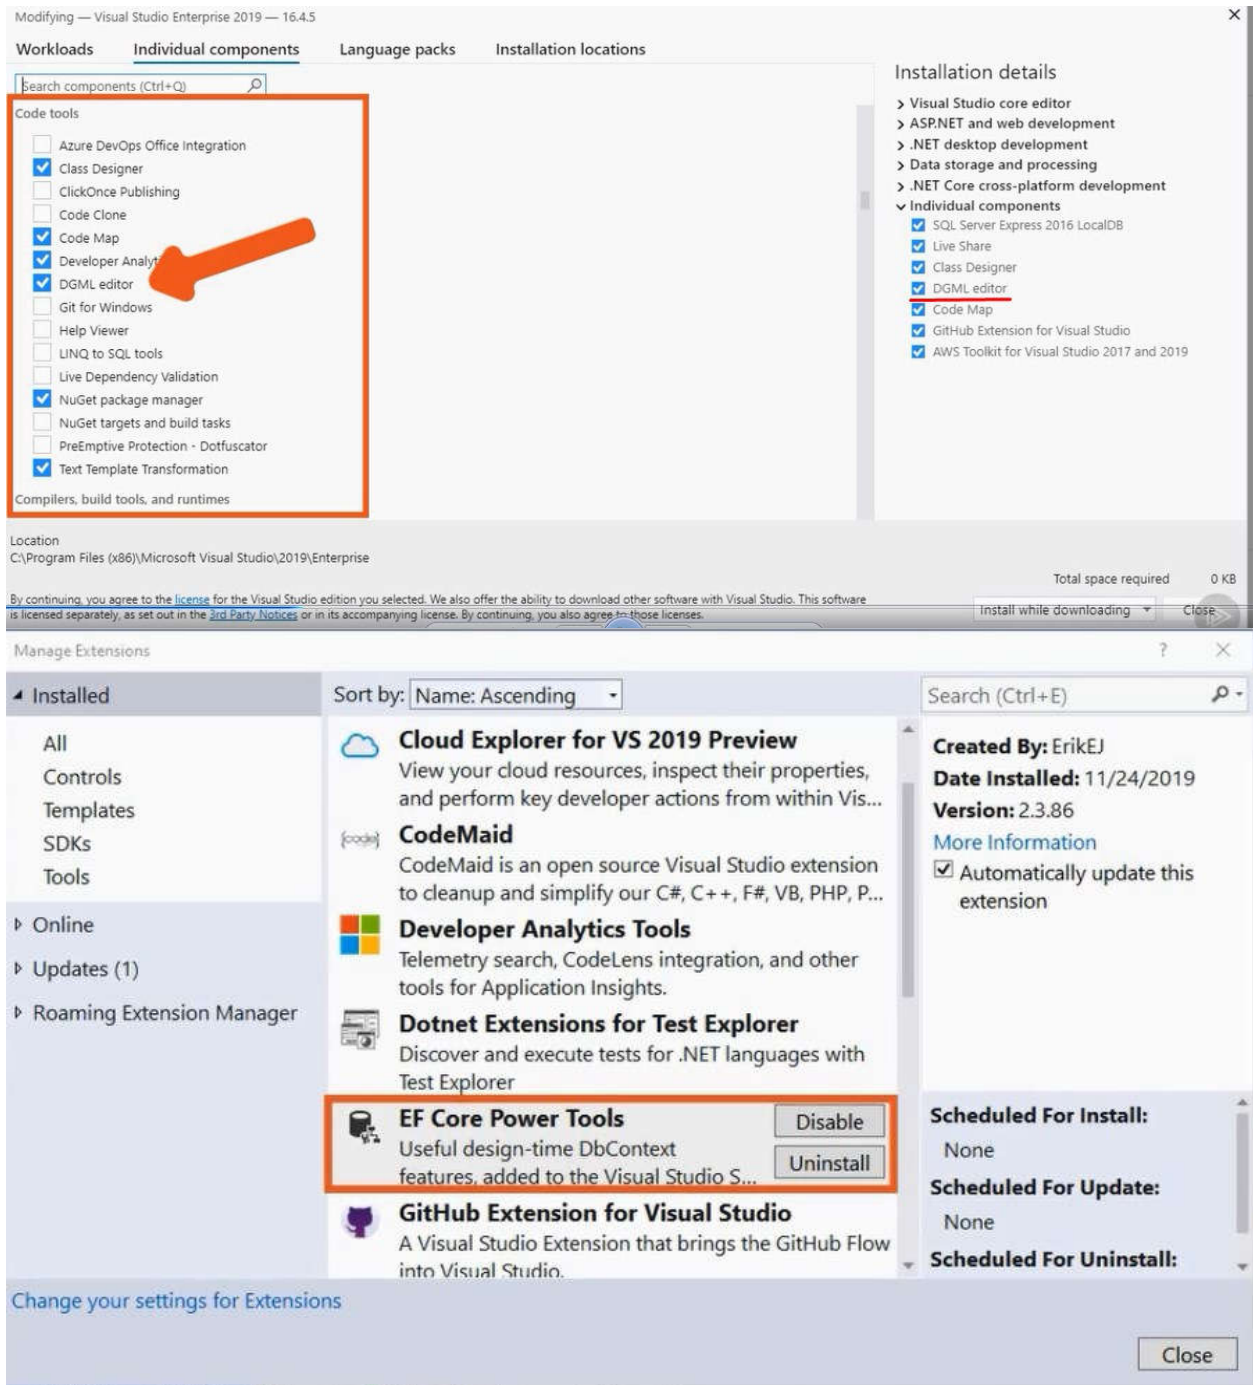 Modifying — Visual Studio Enterprise 2019 — 16.4.5
Workloads Individual components Language packs Installation locations
Search components (Ctrl+Q)
Code tools
Azure DevOps Office Integration
Class Designer
ClickOnce Publishing
Code Clone
Code Map
Developer Analyt
DGML editor
Git for Windows
Help Viewer
LINQ to SQL tools
Live Dependency Validation
NuGet package manager
NuGet targets and build tasks
PreEmptive Protection - Dotfuscator
Text Template Transformation
Compilers, build tools, and runtimes
Installation details
Visual Studio core editor
ASP.NET and web development
.NET desktop development
Data storage and processing
.NET Core cross-platform development
Individual components
SQL Server Express 2016 LocalDB
Live Share
Class Designer
DGML editor
Code Map
GitHub Extension for Visual Studio
AWS Toolkit for Visual Studio 2017 and 2019
Location
C:\Program Files (x86)\Microsoft Visual Studio\2019\Enterprise
Total space required 0 KB
By continuing, you agree to the license for the Visual Studio edition you selected. We also offer the ability to download other software with Visual Studio. This software
is licensed separately, as set out in the 3rd Party Notices or in its accompanying license. By continuing, you also agree to those licenses.
Install while downloading Close
Manage Extensions
Installed
All
Controls
Templates
SDKs
Tools
Online
Updates (1)
Roaming Extension Manager
Sort by: Name: Ascending
Cloud Explorer for VS 2019 Preview
View your cloud resources, inspect their properties,
and perform key developer actions from within Vis...
CodeMaid
CodeMaid is an open source Visual Studio extension
to cleanup and simplify our C#, C++, F#, VB, PHP, P...
Developer Analytics Tools
Telemetry search, CodeLens integration, and other
tools for Application Insights.
Dotnet Extensions for Test Explorer
Discover and execute tests for .NET languages with
Test Explorer
EF Core Power Tools
Useful design-time DbContext
features, added to the Visual Studio S...
Disable
Uninstall
GitHub Extension for Visual Studio
A Visual Studio Extension that brings the GitHub Flow
into Visual Studio.
Search (Ctrl+E)
Created By: ErikEJ
Date Installed: 11/24/2019
Version: 2.3.86
More Information
Automatically update this
extension
Scheduled For Install:
None
Scheduled For Update:
None
Scheduled For Uninstall:
Change your settings for Extensions
Close